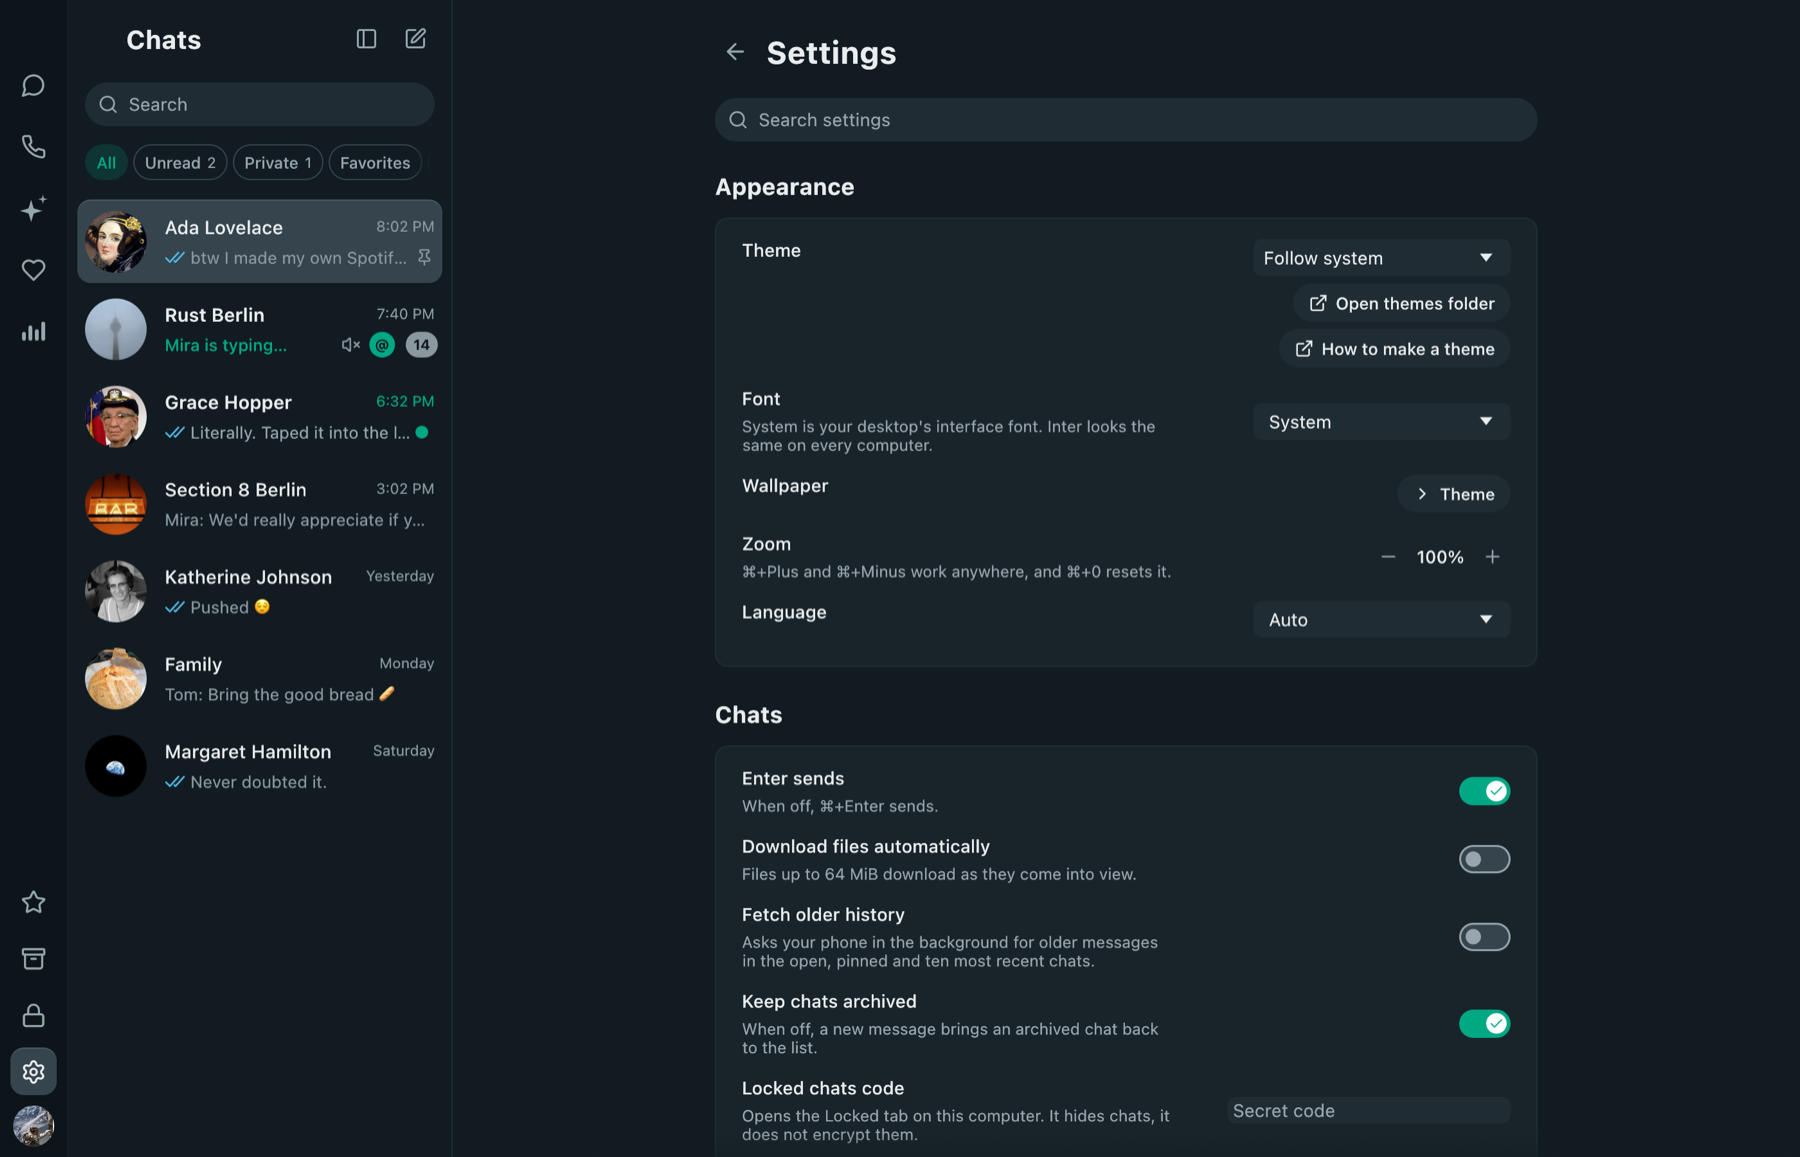 Chats
Search
All
Unread 2
Private 1
Favorites
Ada Lovelace
8:02 PM
btw I made my own Spotif...
Rust Berlin
7:40 PM
Mira is typing...
@
14
Grace Hopper
6:32 PM
Literally. Taped it into the l...
Section 8 Berlin
3:02 PM
Mira: We'd really appreciate if y...
BAR
Katherine Johnson
Yesterday
Pushed 😌
Family
Monday
Tom: Bring the good bread 🥖
Margaret Hamilton
Saturday
Never doubted it.
Settings
Search settings
Appearance
Theme
Follow system
Open themes folder
How to make a theme
Font
System is your desktop's interface font. Inter looks the
same on every computer.
System
Wallpaper
Theme
Zoom
⌘+Plus and ⌘+Minus work anywhere, and ⌘+0 resets it.
100%
Language
Auto
Chats
Enter sends
When off, ⌘+Enter sends.
Download files automatically
Files up to 64 MiB download as they come into view.
Fetch older history
Asks your phone in the background for older messages
in the open, pinned and ten most recent chats.
Keep chats archived
When off, a new message brings an archived chat back
to the list.
Locked chats code
Opens the Locked tab on this computer. It hides chats, it
does not encrypt them.
Secret code